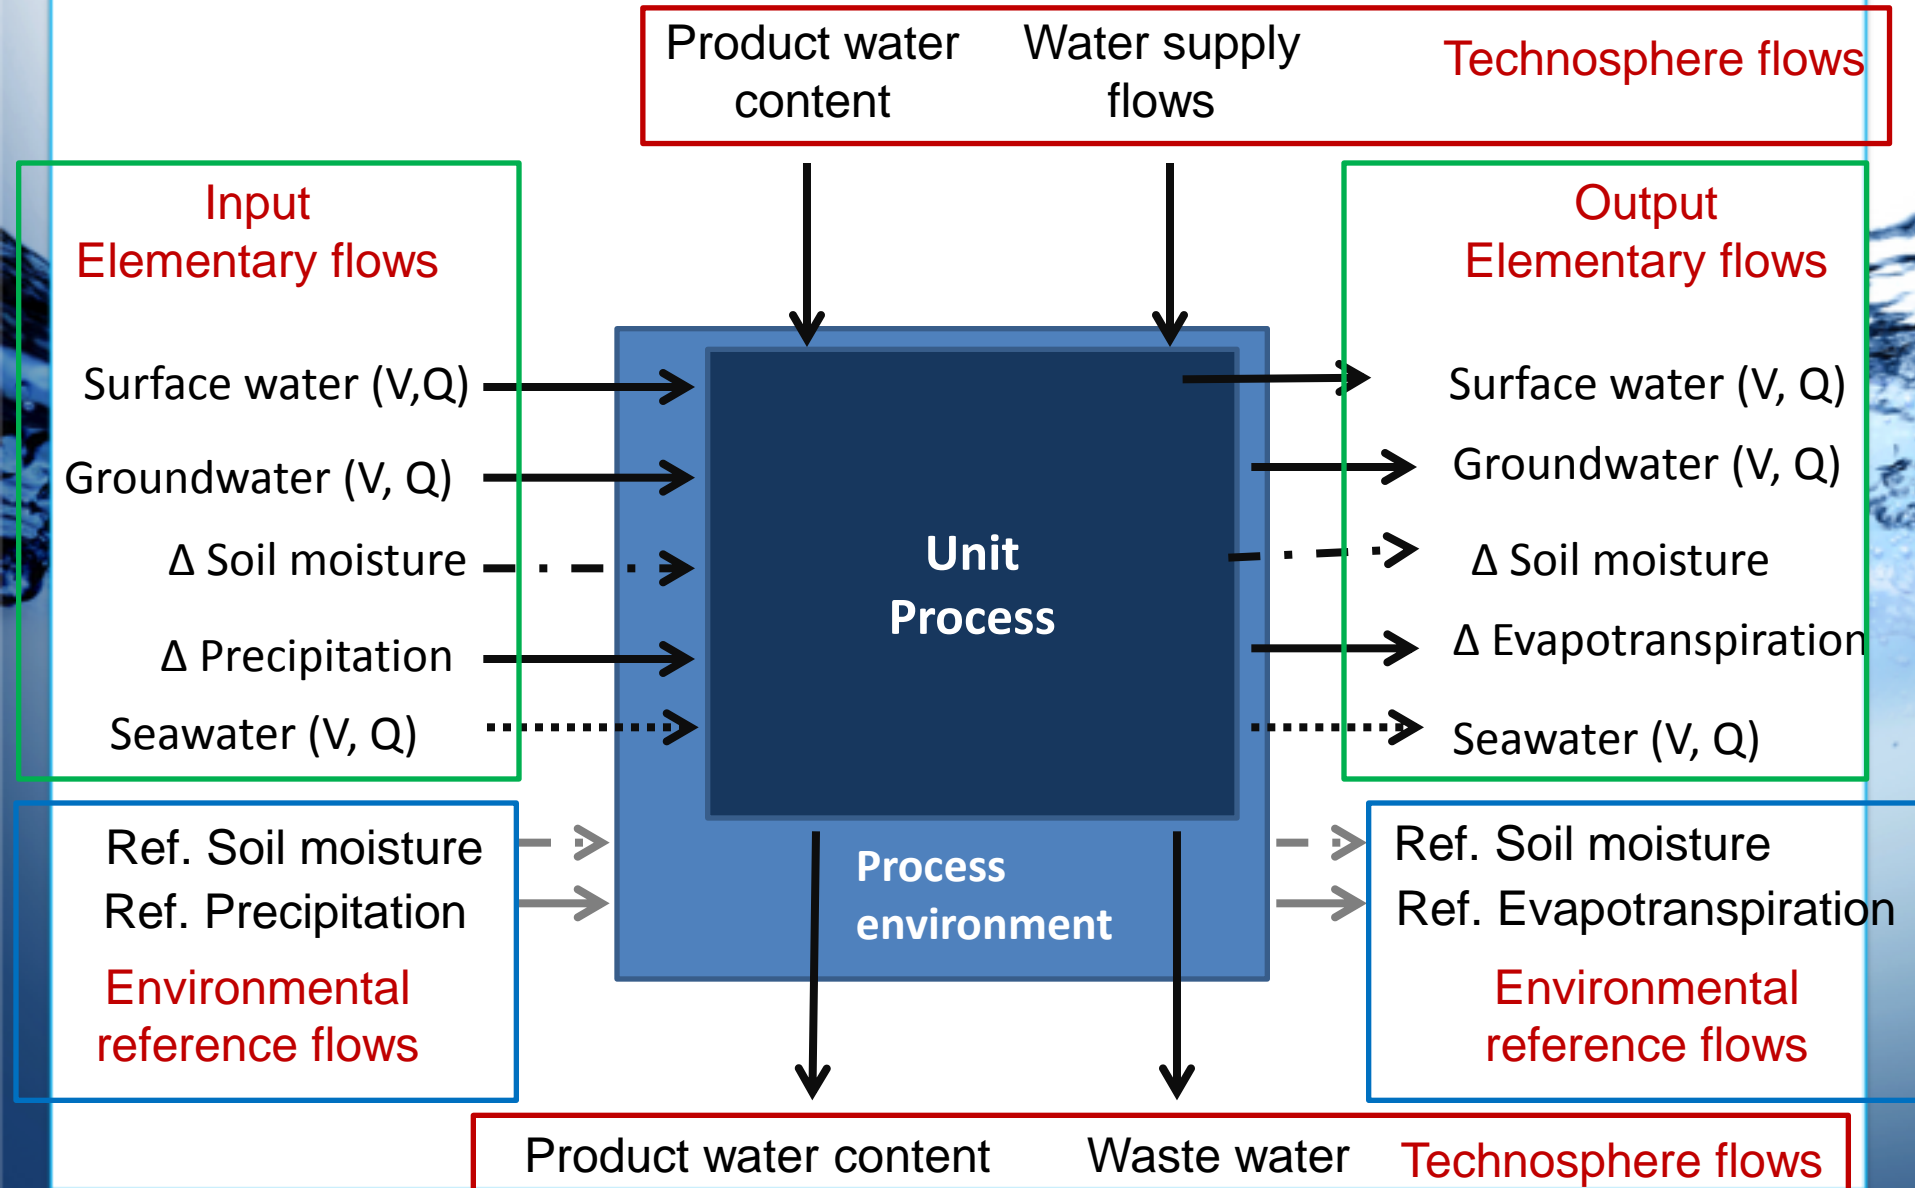 Product water
content
Water supply
flows
Technosphere flows
Input
Elementary flows
Surface water (V,Q)
Groundwater (V, Q)
Δ Soil moisture
Δ Precipitation
Seawater (V, Q)
Unit
Process
Process
environment
Output
Elementary flows
Surface water (V, Q)
Groundwater (V, Q)
Δ Soil moisture
Δ Evapotranspiration
Seawater (V, Q)
Ref. Soil moisture
Ref. Precipitation
Environmental
reference flows
Ref. Soil moisture
Ref. Evapotranspiration
Environmental
reference flows
Product water content
Waste water
Technosphere flows